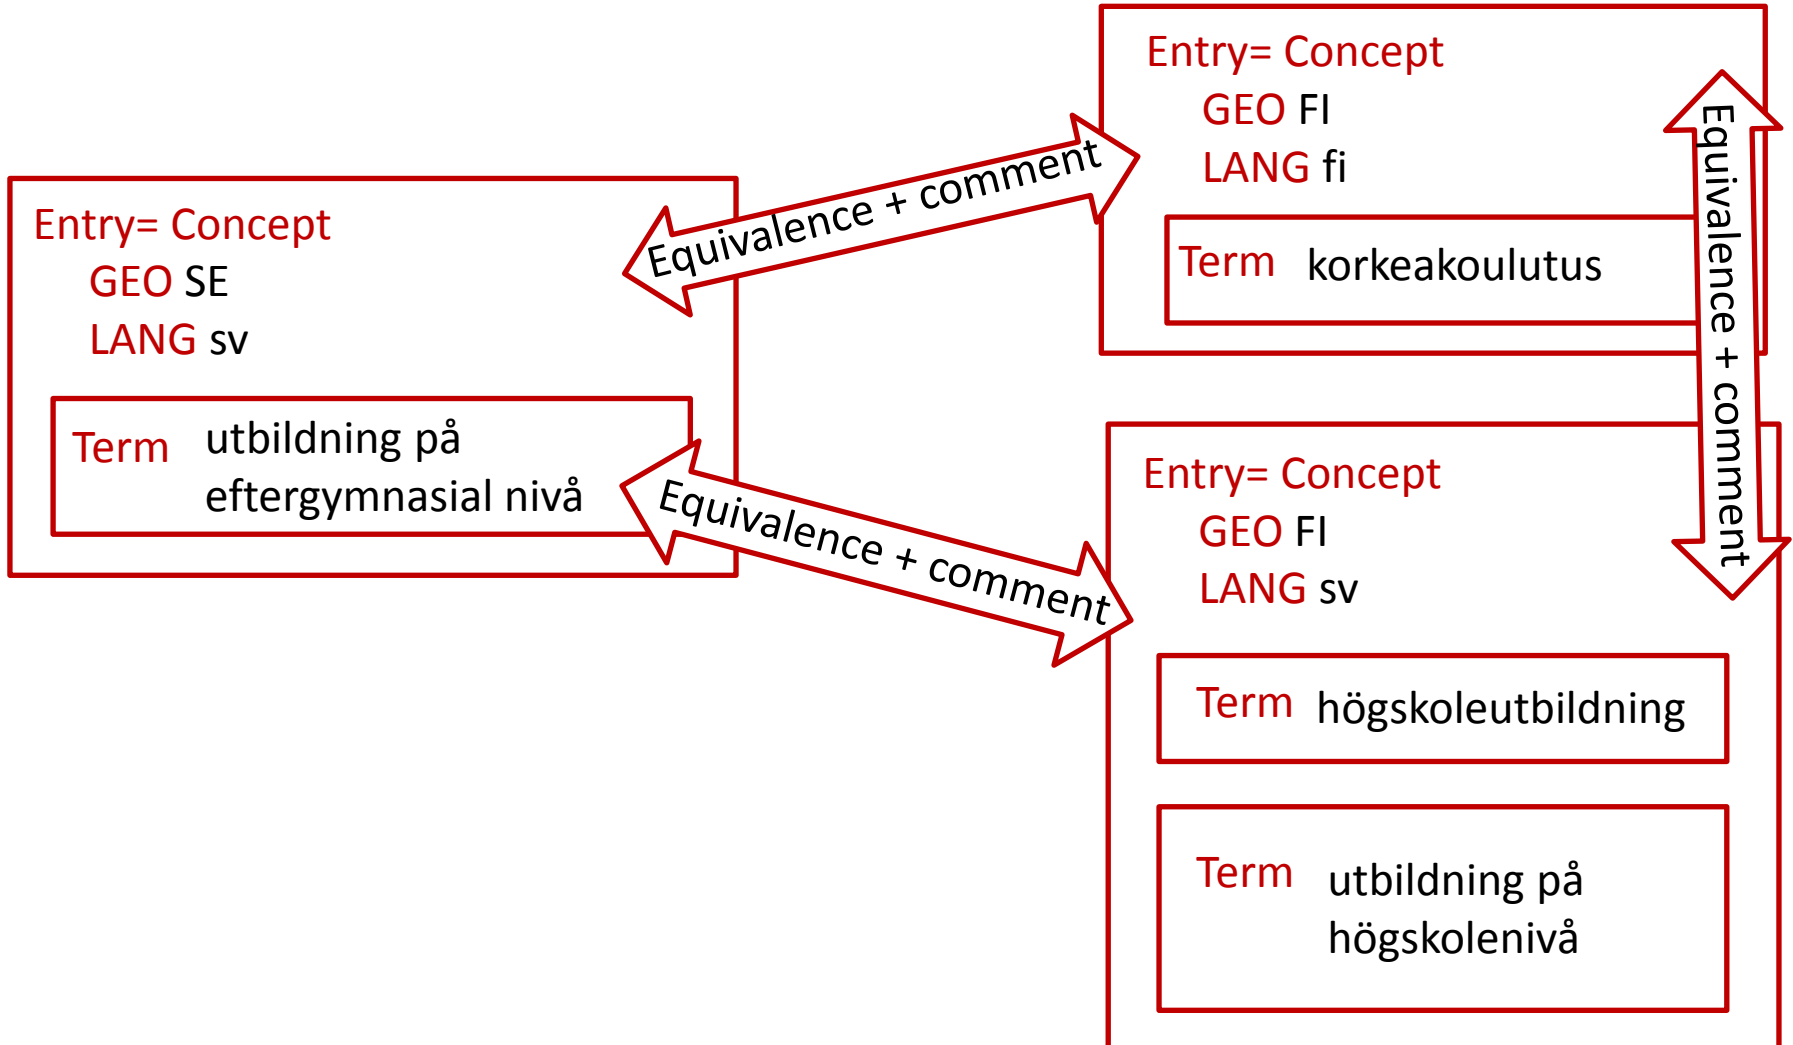 Entry= Concept
GEO SE
LANG sv
Term utbildning på
eftergymnasial nivå
Equivalence + comment
Equivalence + comment
Entry= Concept
GEO FI
LANG fi
Term korkeakoulutus
Equivalence + comment
Entry= Concept
GEO FI
LANG sv
Term högskoleutbildning
Term utbildning på
högskolenivå